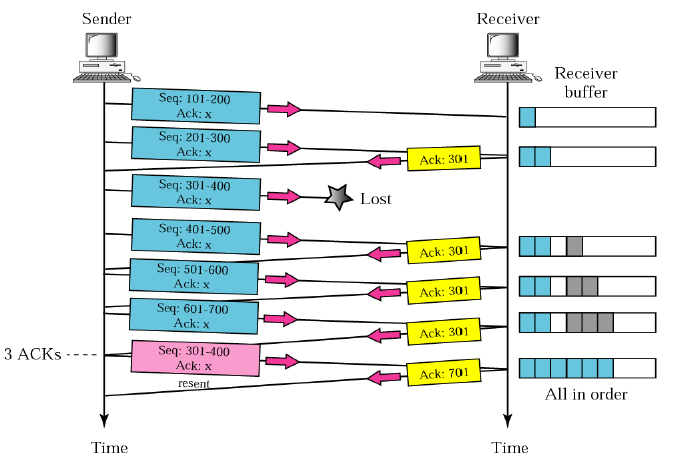 Sender
Receiver
Receiver
buffer
Seq: 101-200
Ack: x
Seq: 201-300
Ack: x
Ack: 301
Seq: 301-400
Ack: x
Lost
Seq: 401-500
Ack: x
Ack: 301
Seq: 501-600
Ack: x
Ack: 301
Seq: 601-700
Ack: x
Ack: 301
3 ACKs
Seq: 301-400
Ack: x
resent
Ack: 701
All in order
Time
Time